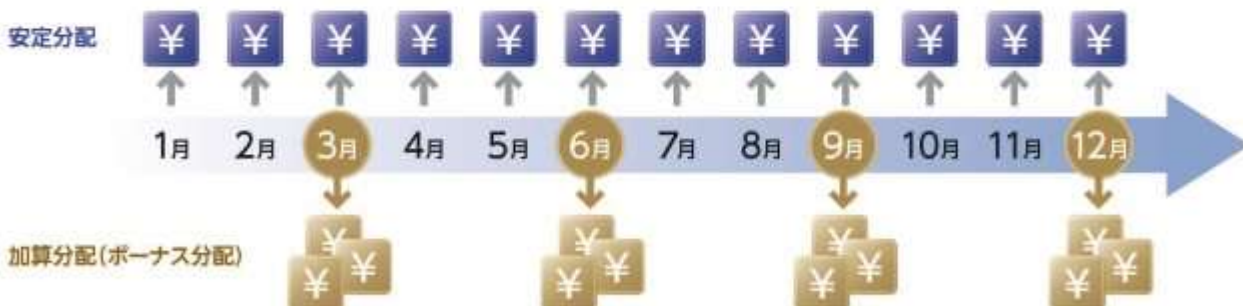 安定分配 ¥ ¥ ¥ ¥ ¥ ¥ ¥ ¥ ¥ ¥ ¥ ¥
1月 2月 3月 4月 5月 6月 7月 8月 9月 10月 11月 12月
加算分配(ボーナス分配) ¥ ¥ ¥ ¥ ¥ ¥ ¥ ¥ ¥ ¥ ¥ ¥